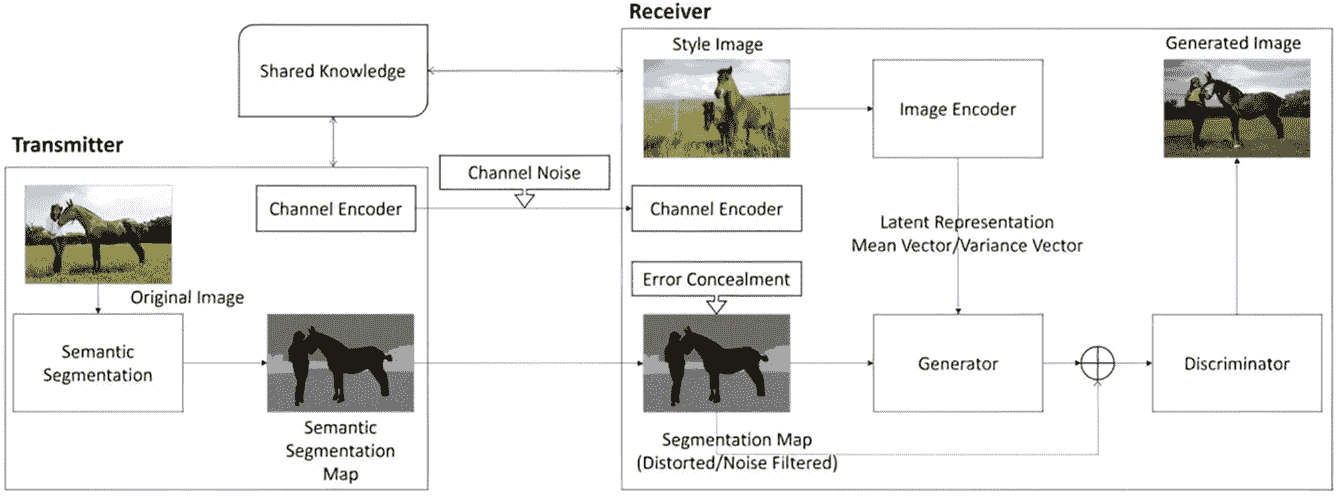 Receiver
Shared Knowledge
Style Image
Generated Image
Image Encoder
Transmitter
Channel Noise
Channel Encoder
Channel Encoder
Latent Representation
Mean Vector/Variance Vector
Original Image
Error Concealment
Semantic
Segmentation
Generator
Discriminator
Semantic
Segmentation
Map
Segmentation Map
(Distorted/Noise Filtered)